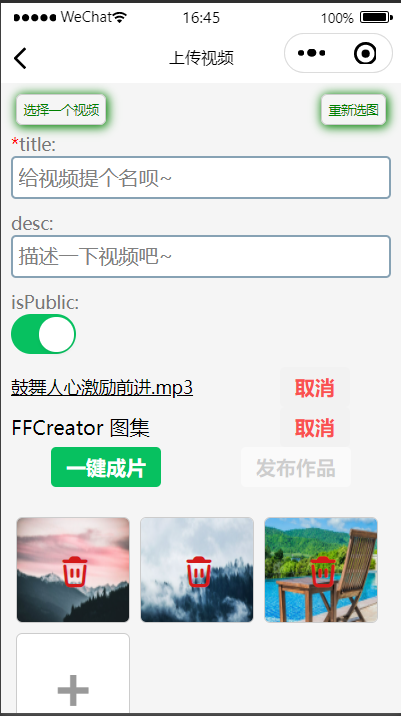 WeChat 16:45 100%
上传视频
选择一个视频 重新选图
*title:
给视频提个名呗~
desc:
描述一下视频吧~
isPublic:
鼓舞人心激励前进.mp3 取消
FFCreator 图集 取消
一键成片 发布作品